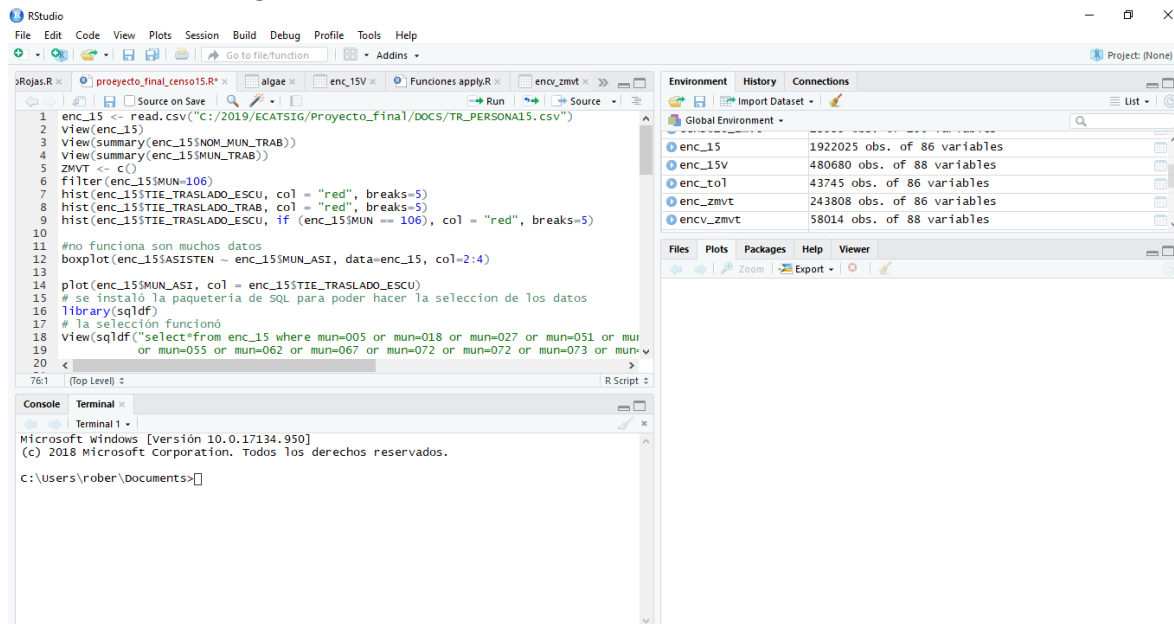 RStudio
File Edit Code View Plots Session Build Debug Profile Tools Help
Go to file/function Addins Project: (None)
oRojas.R proeyecto_final_censo15.R* algae enc_15V Funciones apply.R encv_zmvt
Source on Save Run Source
1 enc_15 <- read.csv("C:/2019/ECATSIG/Proyecto_final/DOCS/TR_PERSONA15.csv")
2 View(enc_15)
3 View(summary(enc_15$NOM_MUN_TRAB))
4 View(summary(enc_15$MUN_TRAB))
5 ZMVT <- c()
6 filter(enc_15$MUN=106)
7 hist(enc_15$TIE_TRASLADO_ESCU, col = "red", breaks=5)
8 hist(enc_15$TIE_TRASLADO_TRAB, col = "red", breaks=5)
9 hist(enc_15$TIE_TRASLADO_ESCU, if (enc_15$MUN == 106), col = "red", breaks=5)
10
11 #no funciona son muchos datos
12 boxplot(enc_15$ASISTEN ~ enc_15$MUN_ASI, data=enc_15, col=2:4)
13
14 plot(enc_15$MUN_ASI, col = enc_15$TIE_TRASLADO_ESCU)
15 # se instaló la paqueteria de SQL para poder hacer la seleccion de los datos
16 library(sqldf)
17 # la selección funcionó
18 View(sqldf("select*from enc_15 where mun=005 or mun=018 or mun=027 or mun=051 or mun
19 or mun=055 or mun=062 or mun=067 or mun=072 or mun=072 or mun=073 or mun=
20
76:1 (Top Level) R Script
Console Terminal
Terminal 1
Microsoft Windows [Versión 10.0.17134.950]
(c) 2018 Microsoft Corporation. Todos los derechos reservados.
C:\Users\rober\Documents>
Environment History Connections
Import Dataset List
Global Environment
enc_15 1922025 obs. of 86 variables
enc_15V 480680 obs. of 88 variables
enc_tol 43745 obs. of 86 variables
enc_zmvt 243808 obs. of 86 variables
encv_zmvt 58014 obs. of 88 variables
Files Plots Packages Help Viewer
Zoom Export